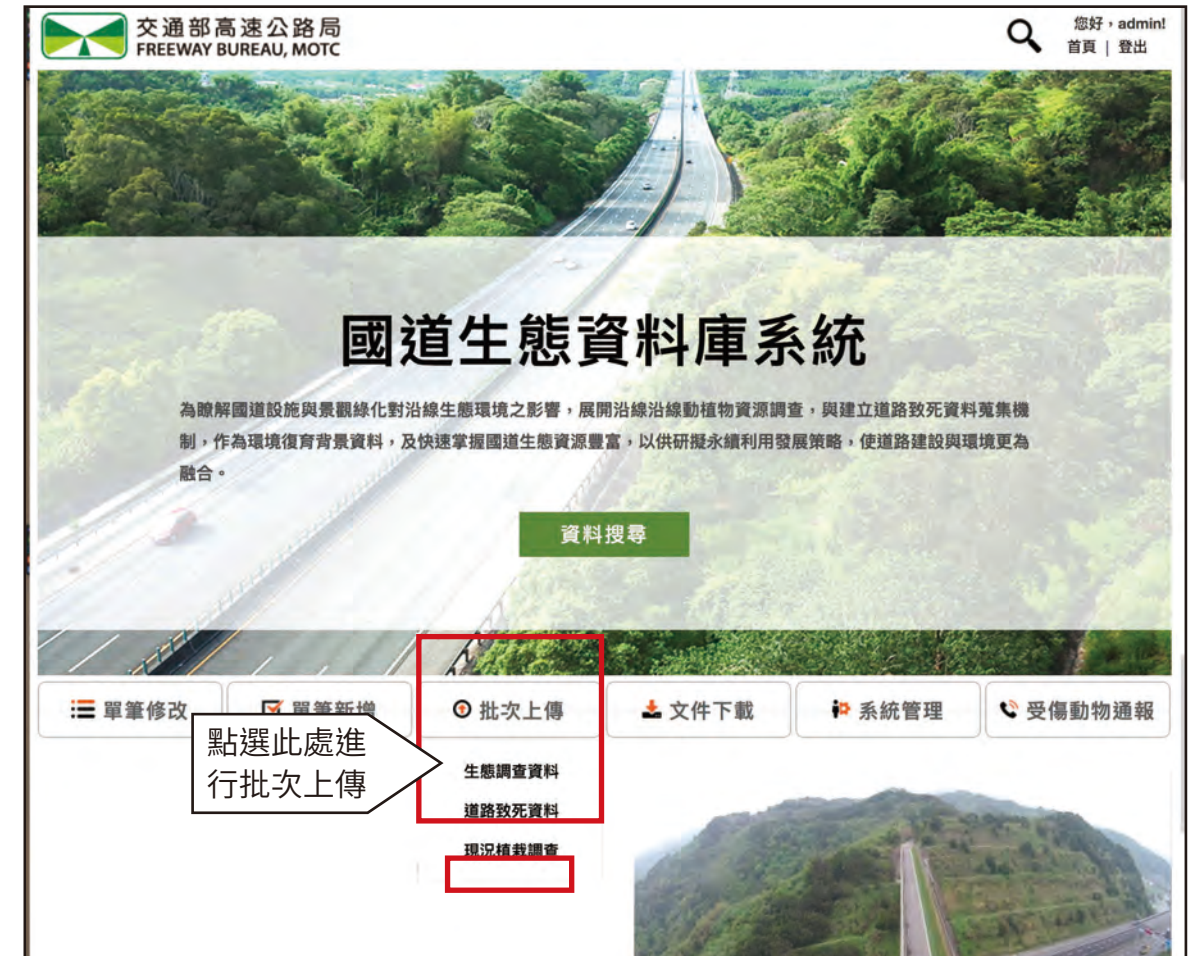 交通部高速公路局
FREEWAY BUREAU, MOTC
您好，admin!
首頁 | 登出
國道生態資料庫系統
為瞭解國道設施與景觀綠化對沿線生態環境之影響，展開沿線沿線動植物資源調查，與建立道路致死資料蒐集機
制，作為環境復育背景資料，及快速掌握國道生態資源豐富，以供研擬永續利用發展策略，使道路建設與環境更為
融合。
資料搜尋
單筆修改 單筆新增 批次上傳 文件下載 系統管理 受傷動物通報
點選此處進
行批次上傳
生態調查資料
道路致死資料
現況植栽調查